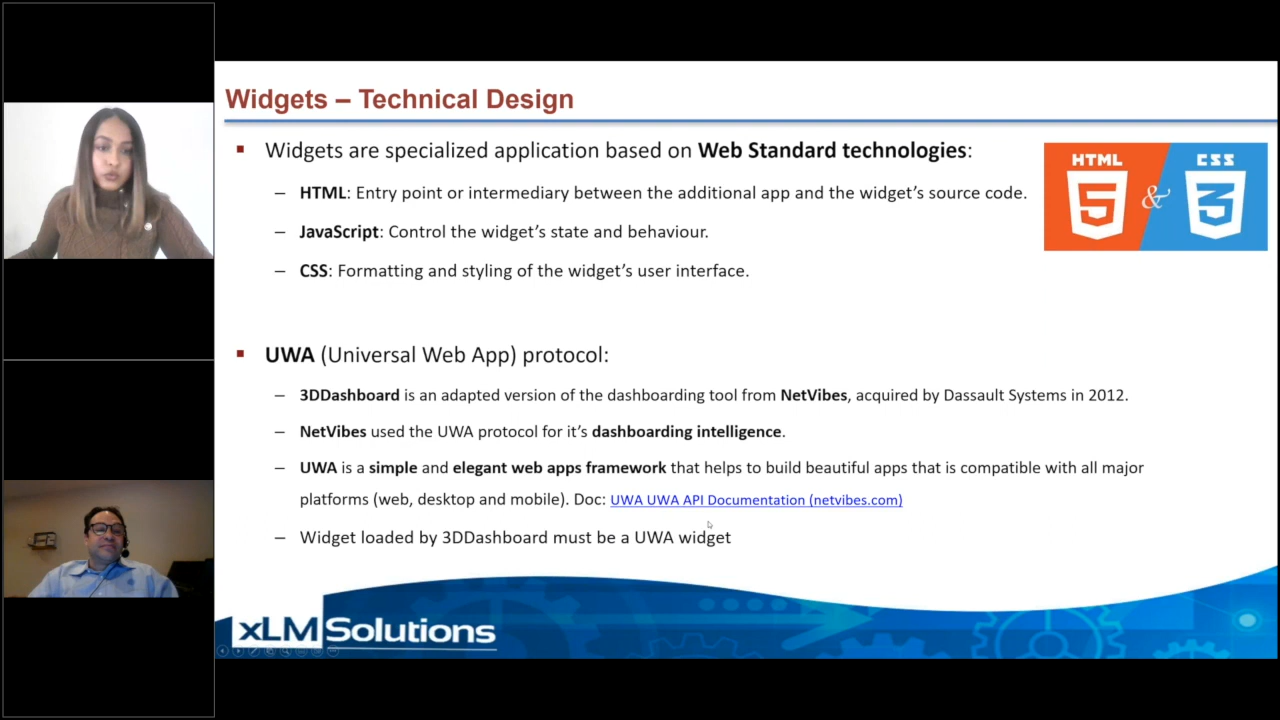 Widgets – Technical Design
Widgets are specialized application based on Web Standard technologies:
– HTML: Entry point or intermediary between the additional app and the widget's source code.
– JavaScript: Control the widget's state and behaviour.
– CSS: Formatting and styling of the widget's user interface.
HTML
5
&
CSS
3
UWA (Universal Web App) protocol:
– 3DDashboard is an adapted version of the dashboarding tool from NetVibes, acquired by Dassault Systems in 2012.
– NetVibes used the UWA protocol for it's dashboarding intelligence.
– UWA is a simple and elegant web apps framework that helps to build beautiful apps that is compatible with all major
platforms (web, desktop and mobile). Doc: UWA UWA API Documentation (netvibes.com)
– Widget loaded by 3DDashboard must be a UWA widget
xLM Solutions